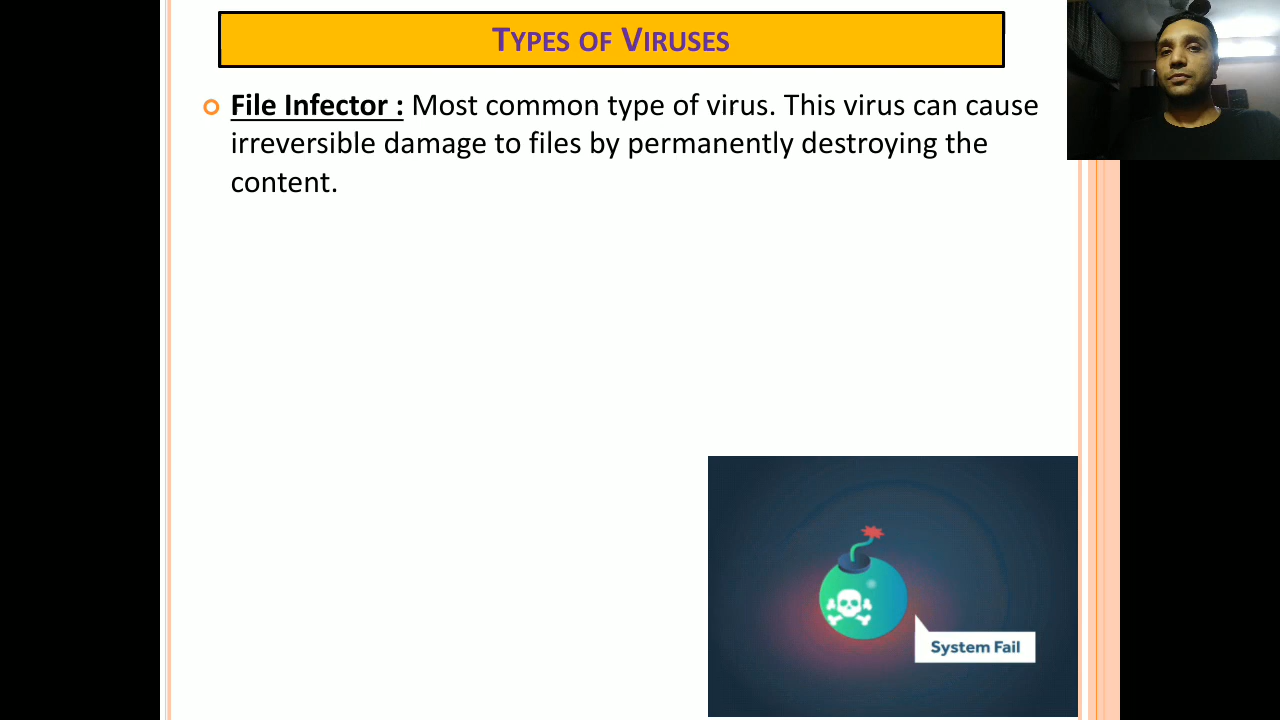 TYPES OF VIRUSES
File Infector : Most common type of virus. This virus can cause
irreversible damage to files by permanently destroying the
content.
System Fail